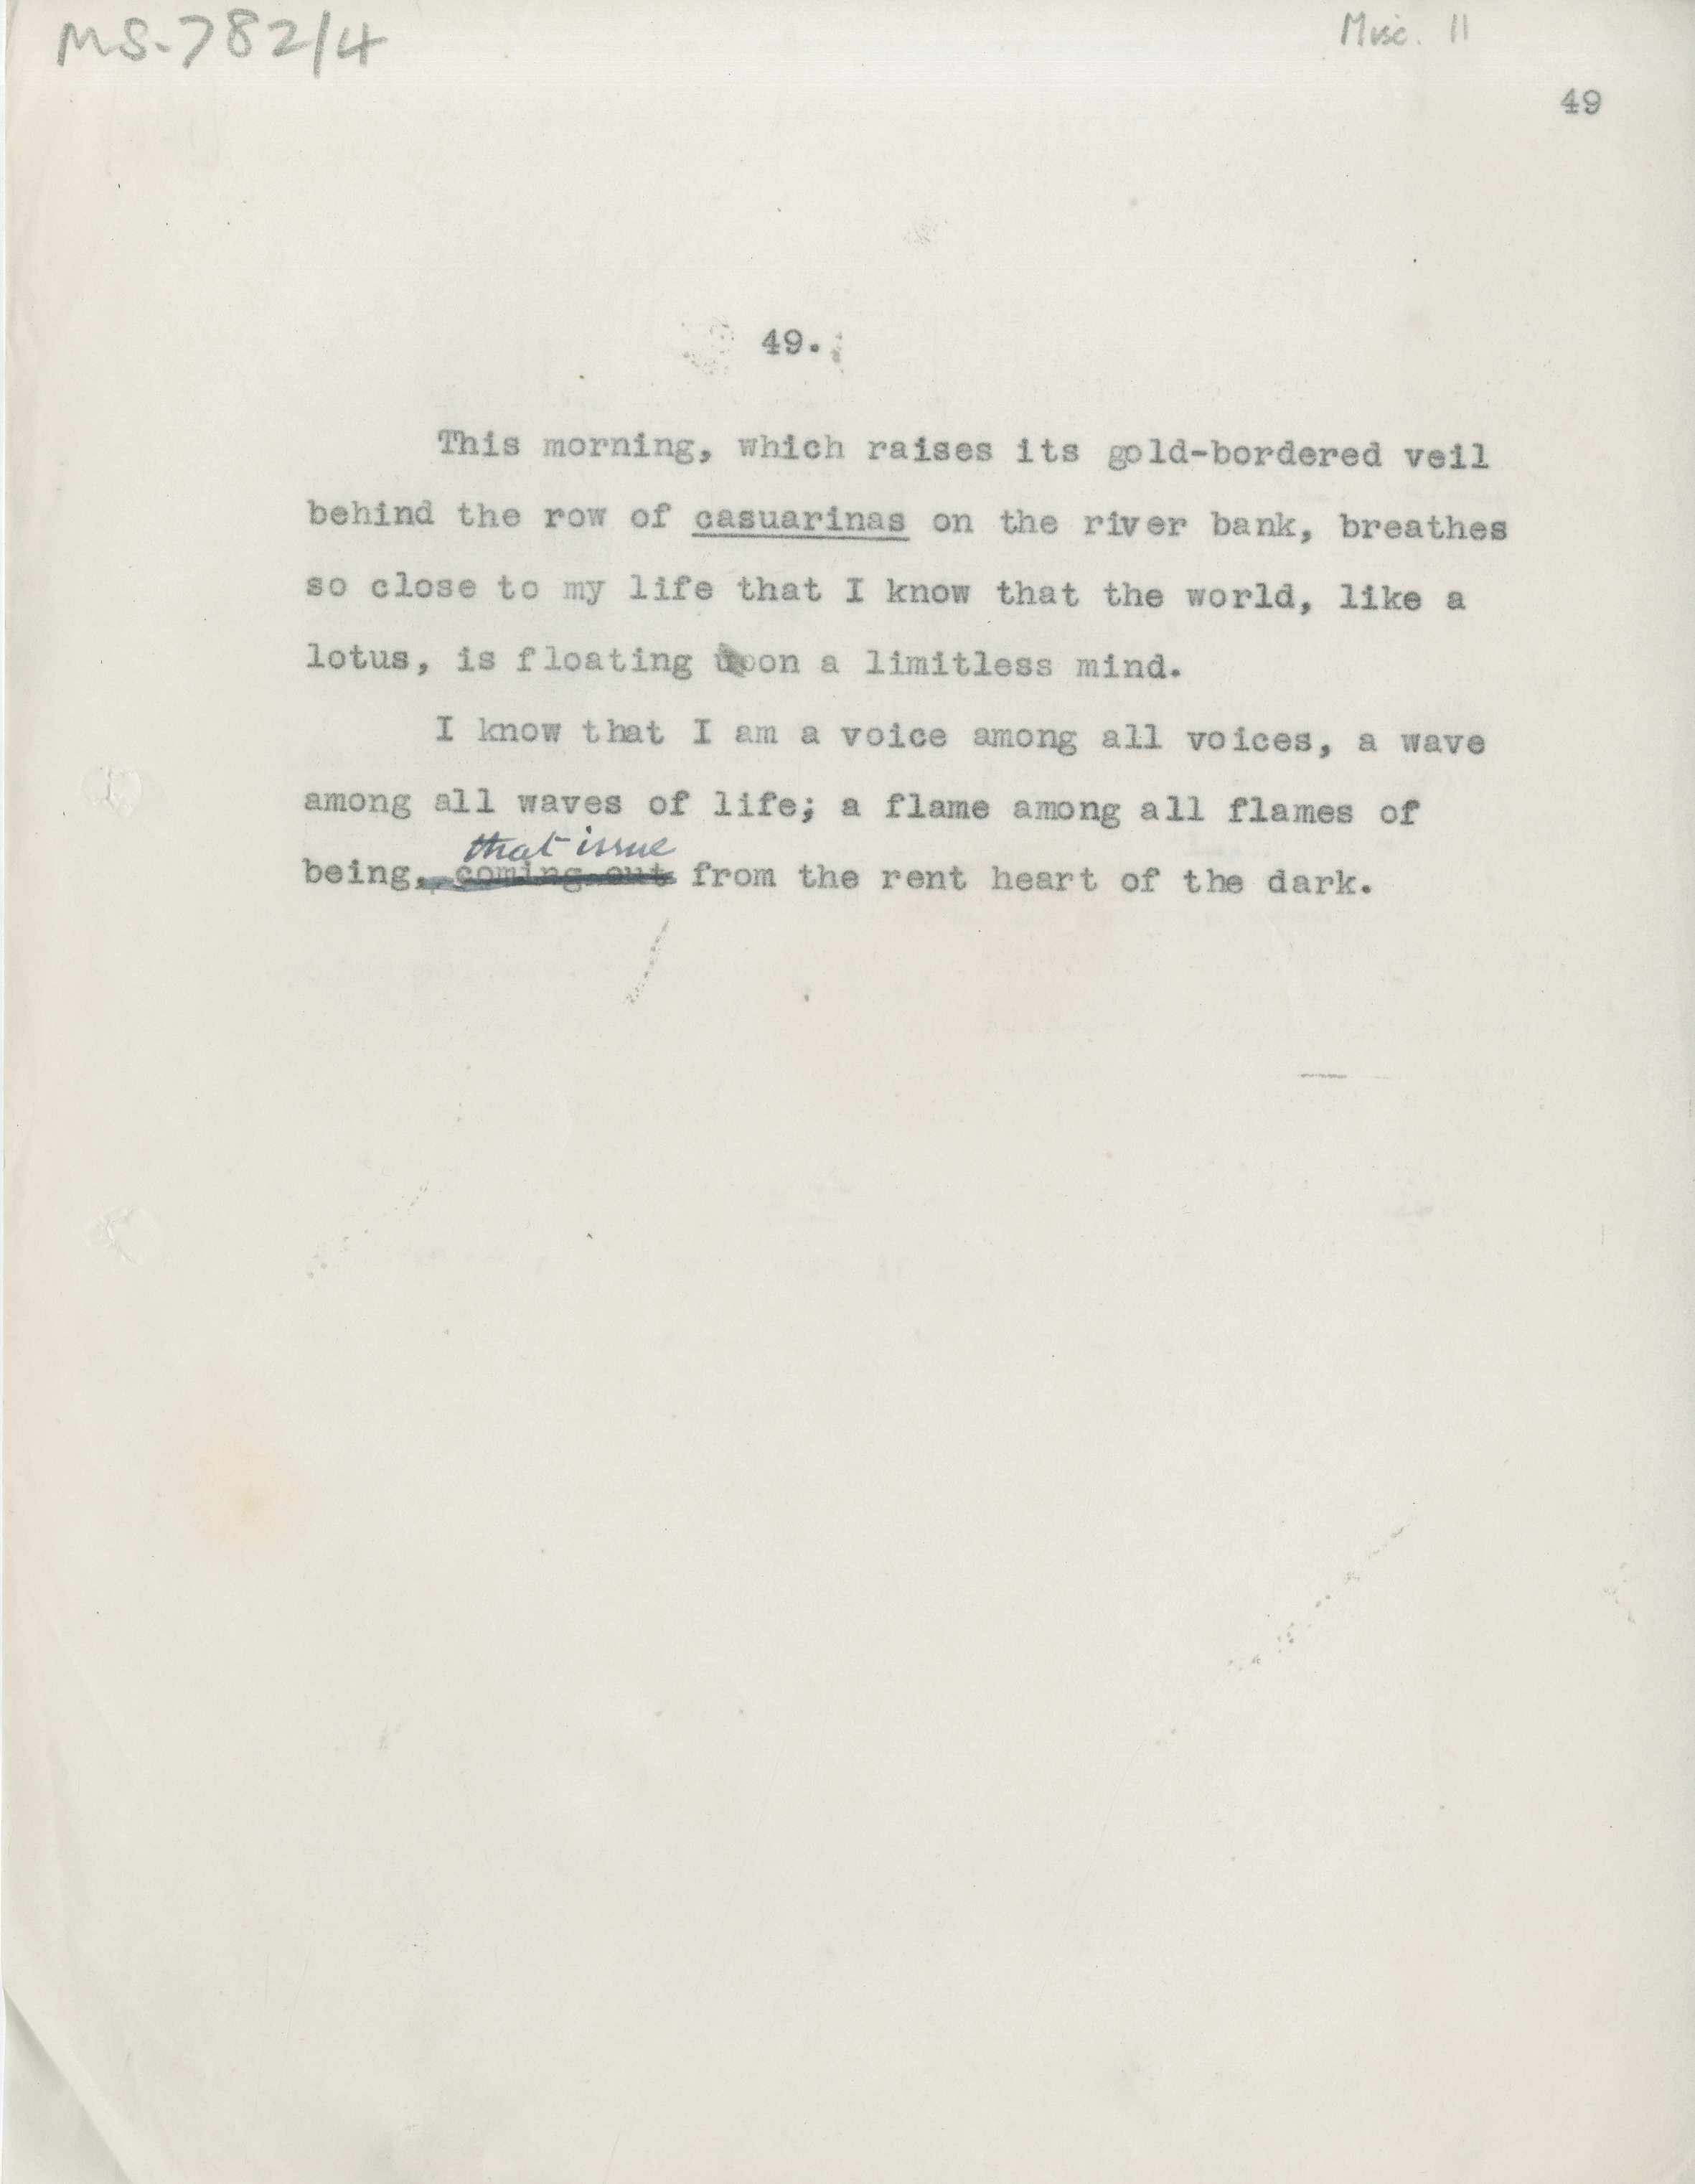 MS-782/4
Misc. 11
49
49.
This morning, which raises its gold-bordered veil
behind the row of casuarinas on the river bank, breathes
so close to my life that I know that the world, like a
lotus, is floating upon a limitless mind.
I know that I am a voice among all voices, a wave
among all waves of life; a flame among all flames of
that issue
being, coming out from the rent heart of the dark.